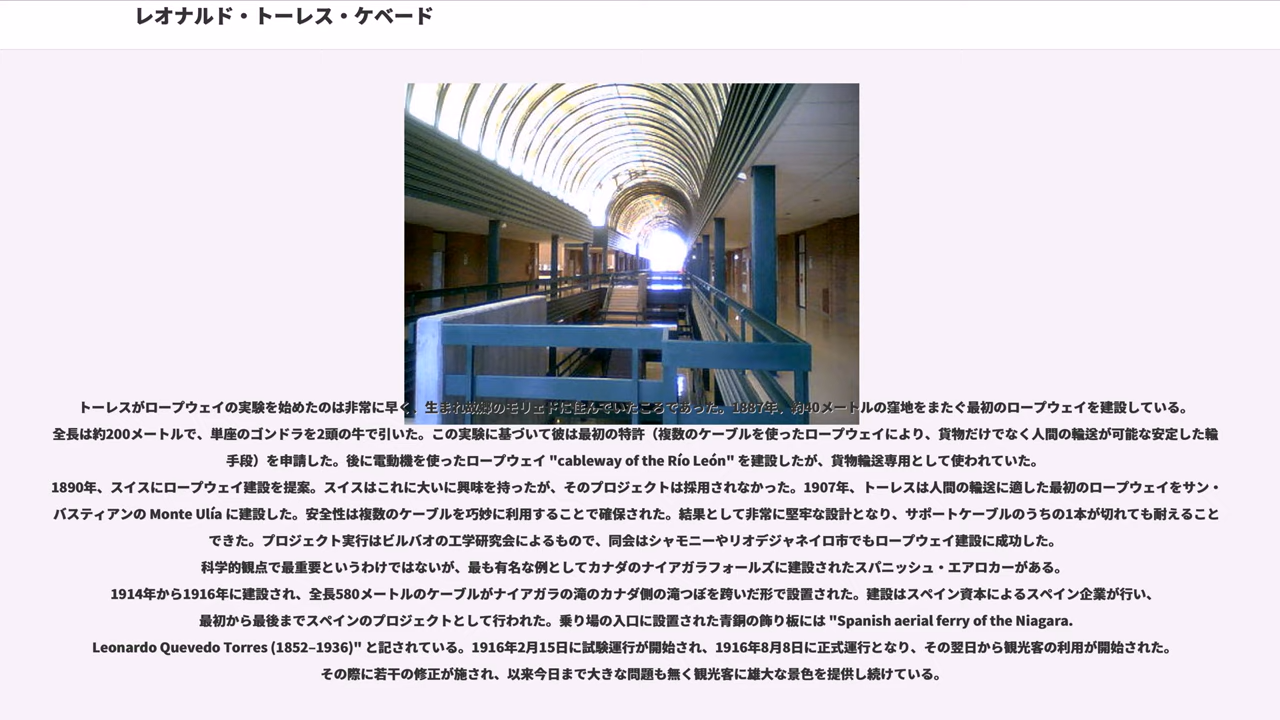 レオナルド・トーレス・ケベード
トーレスがロープウェイの実験を始めたのは非常に早く、生まれ故郷のモリェドに住んでいたころであった。1887年、約40メートルの窪地をまたぐ最初のロープウェイを建設している。
全長は約200メートルで、単座のゴンドラを2頭の牛で引いた。この実験に基づいて彼は最初の特許（複数のケーブルを使ったロープウェイにより、貨物だけでなく人間の輸送が可能な安定した輸
手段）を申請した。後に電動機を使ったロープウェイ "cableway of the Río León" を建設したが、貨物輸送専用として使われていた。
1890年、スイスにロープウェイ建設を提案。スイスはこれに大いに興味を持ったが、そのプロジェクトは採用されなかった。1907年、トーレスは人間の輸送に適した最初のロープウェイをサン・
バスティアンの Monte Ulía に建設した。安全性は複数のケーブルを巧妙に利用することで確保された。結果として非常に堅牢な設計となり、サポートケーブルのうちの1本が切れても耐えること
できた。プロジェクト実行はビルバオの工学研究会によるもので、同会はシャモニーやリオデジャネイロ市でもロープウェイ建設に成功した。
科学的観点で最重要というわけではないが、最も有名な例としてカナダのナイアガラフォールズに建設されたスパニッシュ・エアロカーがある。
1914年から1916年に建設され、全長580メートルのケーブルがナイアガラの滝のカナダ側の滝つぼを跨いだ形で設置された。建設はスペイン資本によるスペイン企業が行い、
最初から最後までスペインのプロジェクトとして行われた。乗り場の入口に設置された青銅の飾り板には "Spanish aerial ferry of the Niagara.
Leonardo Quevedo Torres (1852–1936)" と記されている。1916年2月15日に試験運行が開始され、1916年8月8日に正式運行となり、その翌日から観光客の利用が開始された。
その際に若干の修正が施され、以来今日まで大きな問題も無く観光客に雄大な景色を提供し続けている。